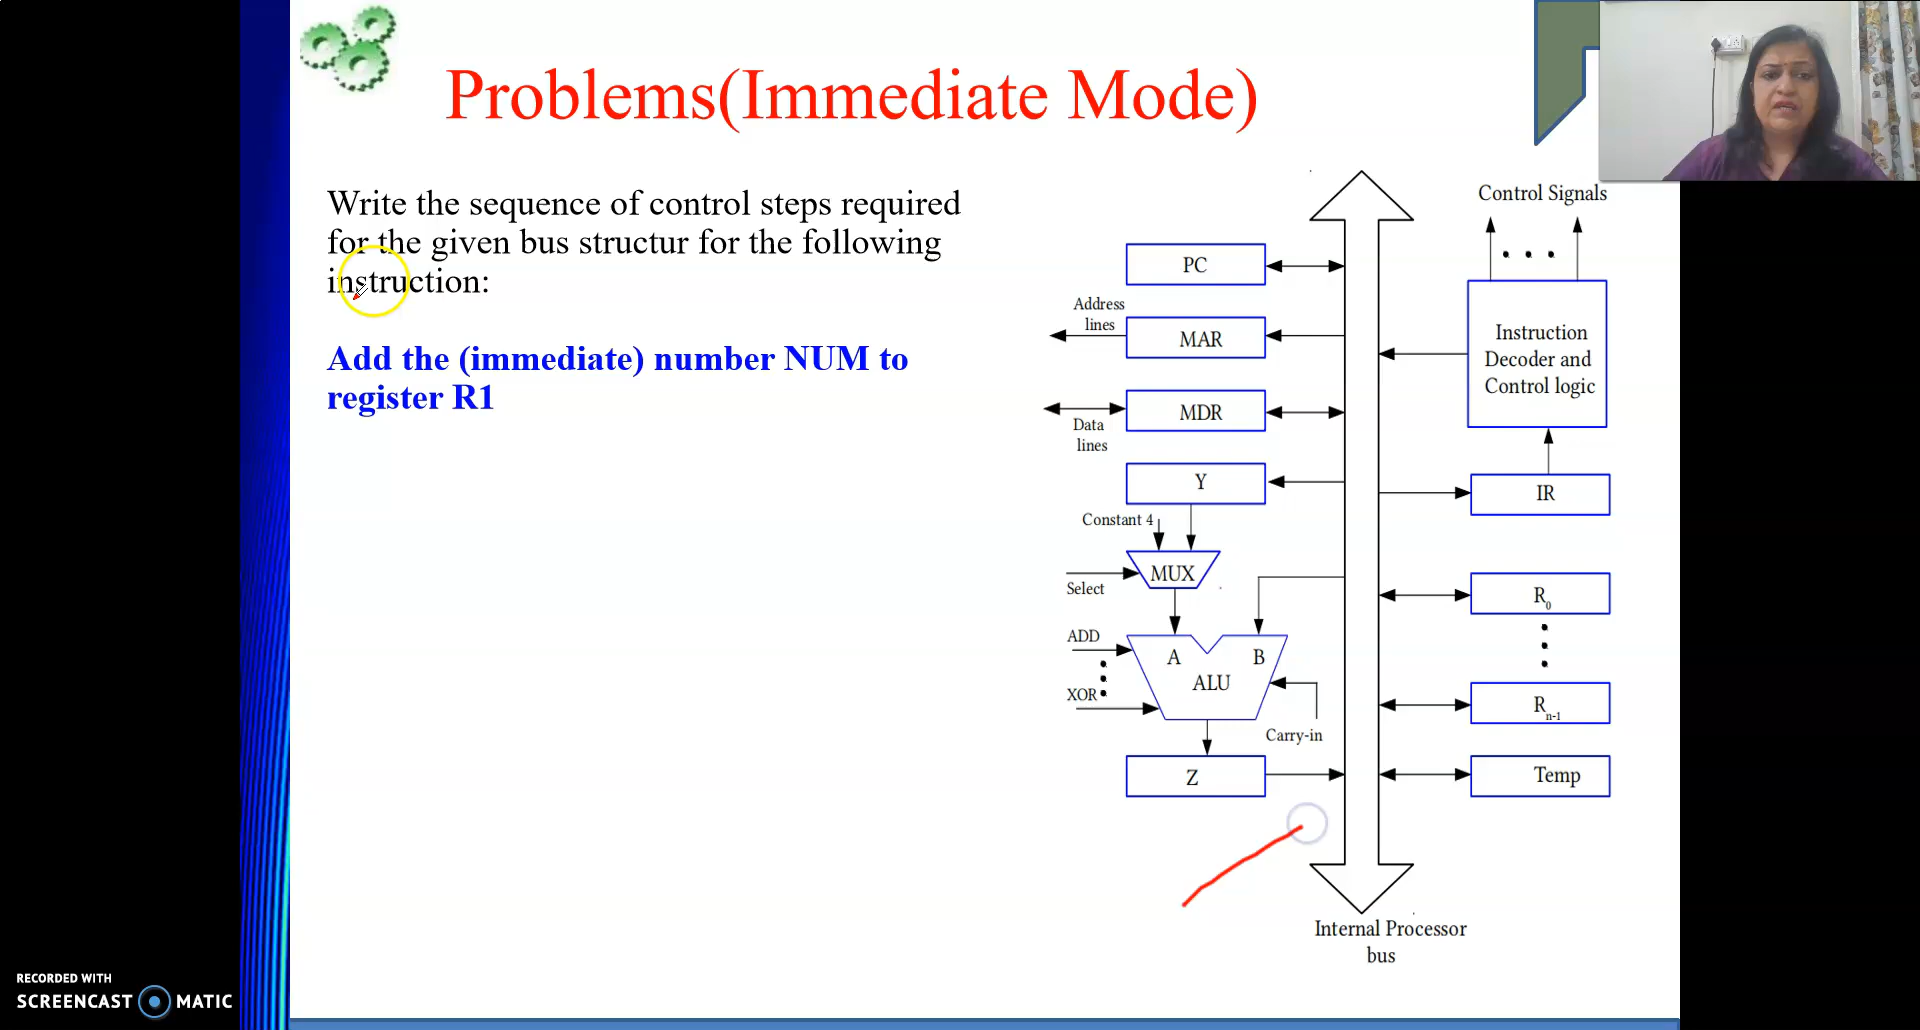 Problems(Immediate Mode)
Write the sequence of control steps required
for the given bus structur for the following
instruction:
Add the (immediate) number NUM to
register R1
Control Signals
PC
Address
lines
MAR
Instruction
Decoder and
Control logic
MDR
Data
lines
Y
IR
Constant 4
MUX
Select
R0
ADD
A
B
ALU
XOR
Rn-1
Carry-in
Z
Temp
Internal Processor
bus
RECORDED WITH
SCREENCAST MATIC